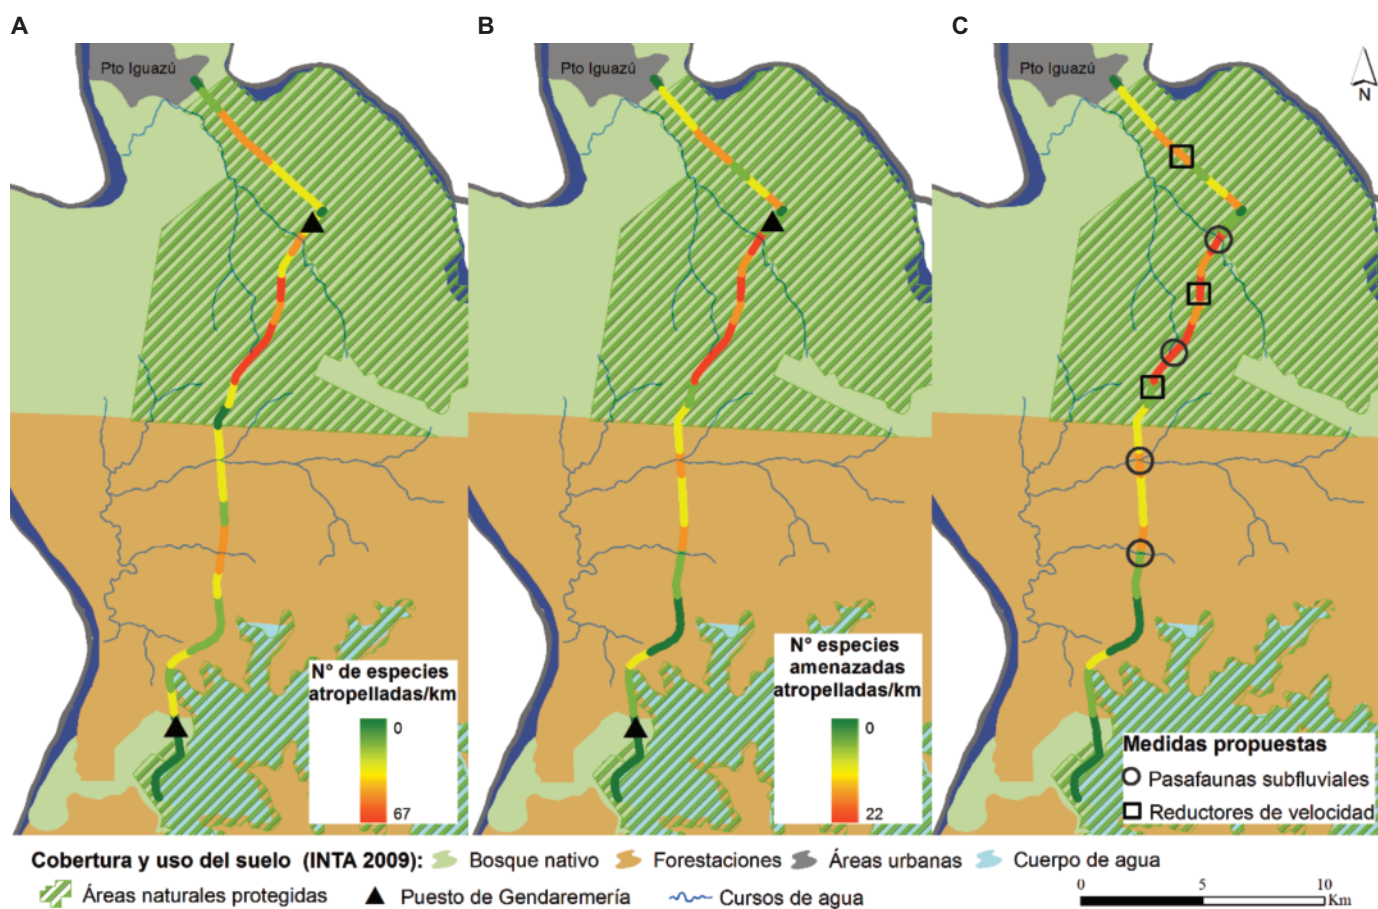 A
B
C
Pto Iguazú
Pto Iguazú
Pto Iguazú
N
N° de especies
atropelladas/km
0
67
N° especies
amenazadas
atropelladas/km
0
22
Medidas propuestas
Pasafaunas subfluviales
Reductores de velocidad
Cobertura y uso del suelo (INTA 2009): Bosque nativo Forestaciones Áreas urbanas Cuerpo de agua
Áreas naturales protegidas Puesto de Gendaremería Cursos de agua
0 5 10
Km